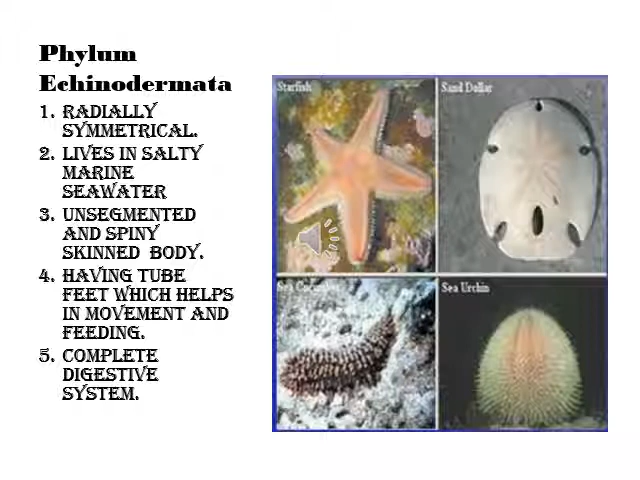 Phylum
Echinodermata
1. Radially
symmetrical.
2. Lives in salty
marine
seawater
3. Unsegmented
and spiny
skinned body.
4. Having tube
feet which helps
in movement and
feeding.
5. Complete
digestive
system.
Starfish
Sand Dollar
Sea Cucumber
Sea Urchin